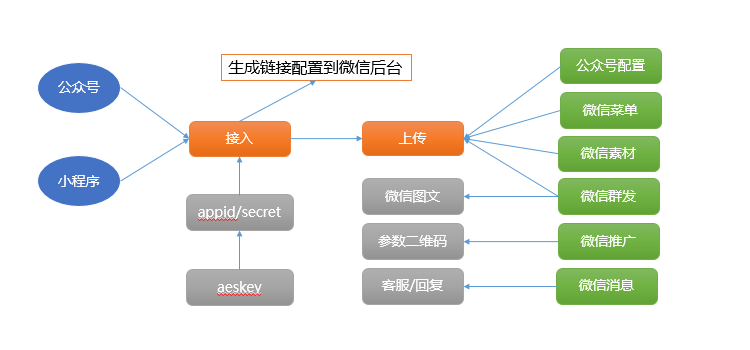 生成链接配置到微信后台
公众号
小程序
接入
上传
appid/secret
aeskey
微信图文
参数二维码
客服/回复
公众号配置
微信菜单
微信素材
微信群发
微信推广
微信消息